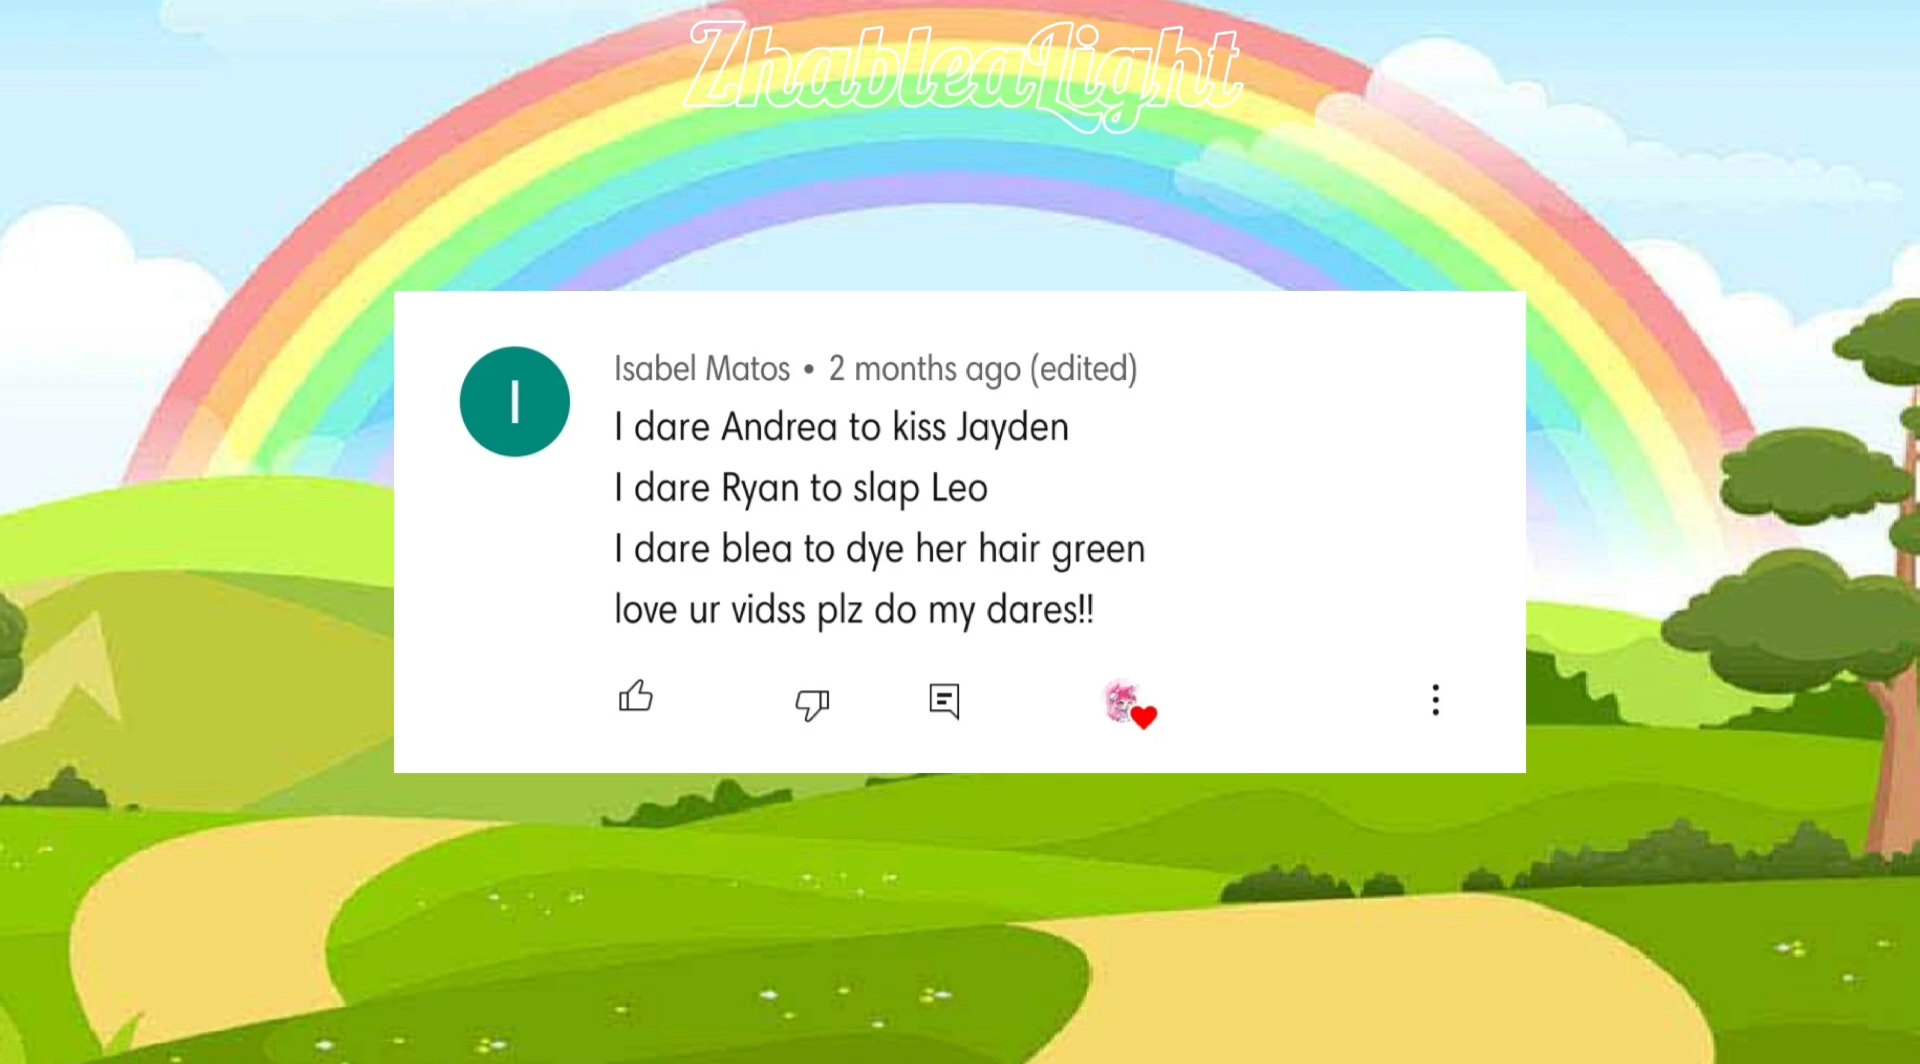 ZhableaLight
I
Isabel Matos • 2 months ago (edited)
I dare Andrea to kiss Jayden
I dare Ryan to slap Leo
I dare blea to dye her hair green
love ur vidss plz do my dares!!